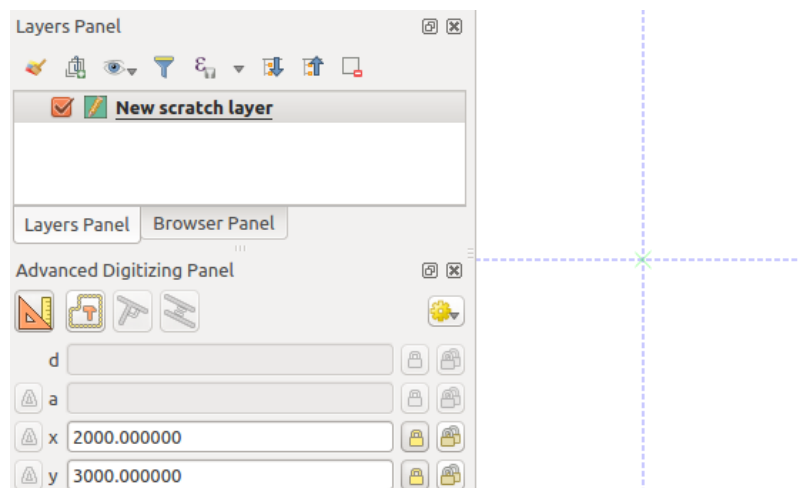 Layers Panel
New scratch layer
Layers Panel Browser Panel
Advanced Digitizing Panel
d
a
x 2000.000000
y 3000.000000